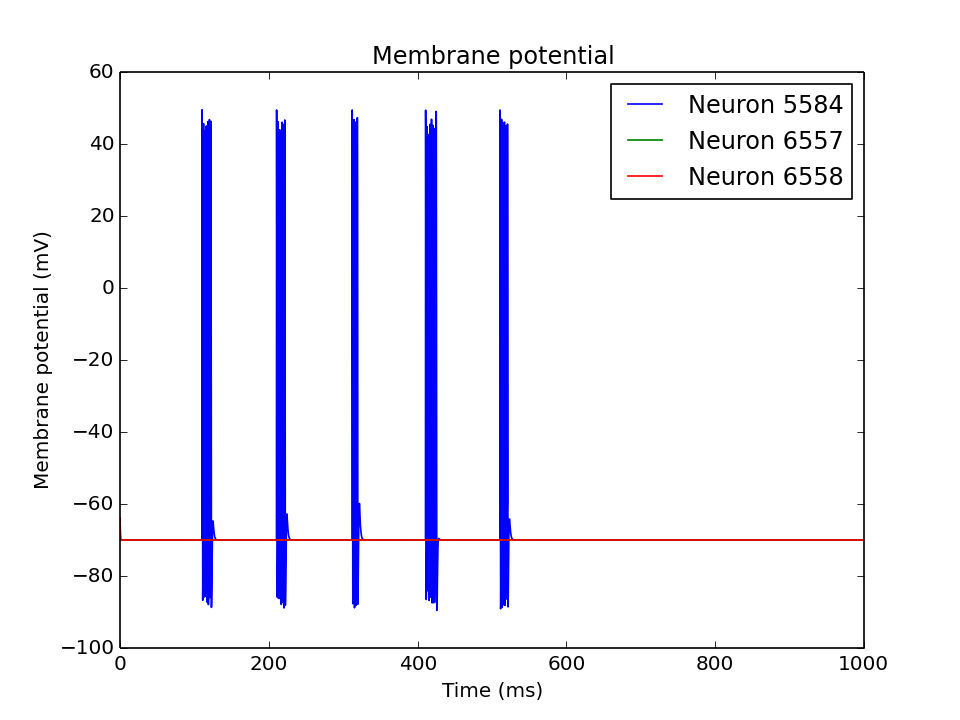 Membrane potential
60
40
20
0
−20
−40
−60
−80
−100
Membrane potential (mV)
Neuron 5584
Neuron 6557
Neuron 6558
0 200 400 600 800 1000
Time (ms)